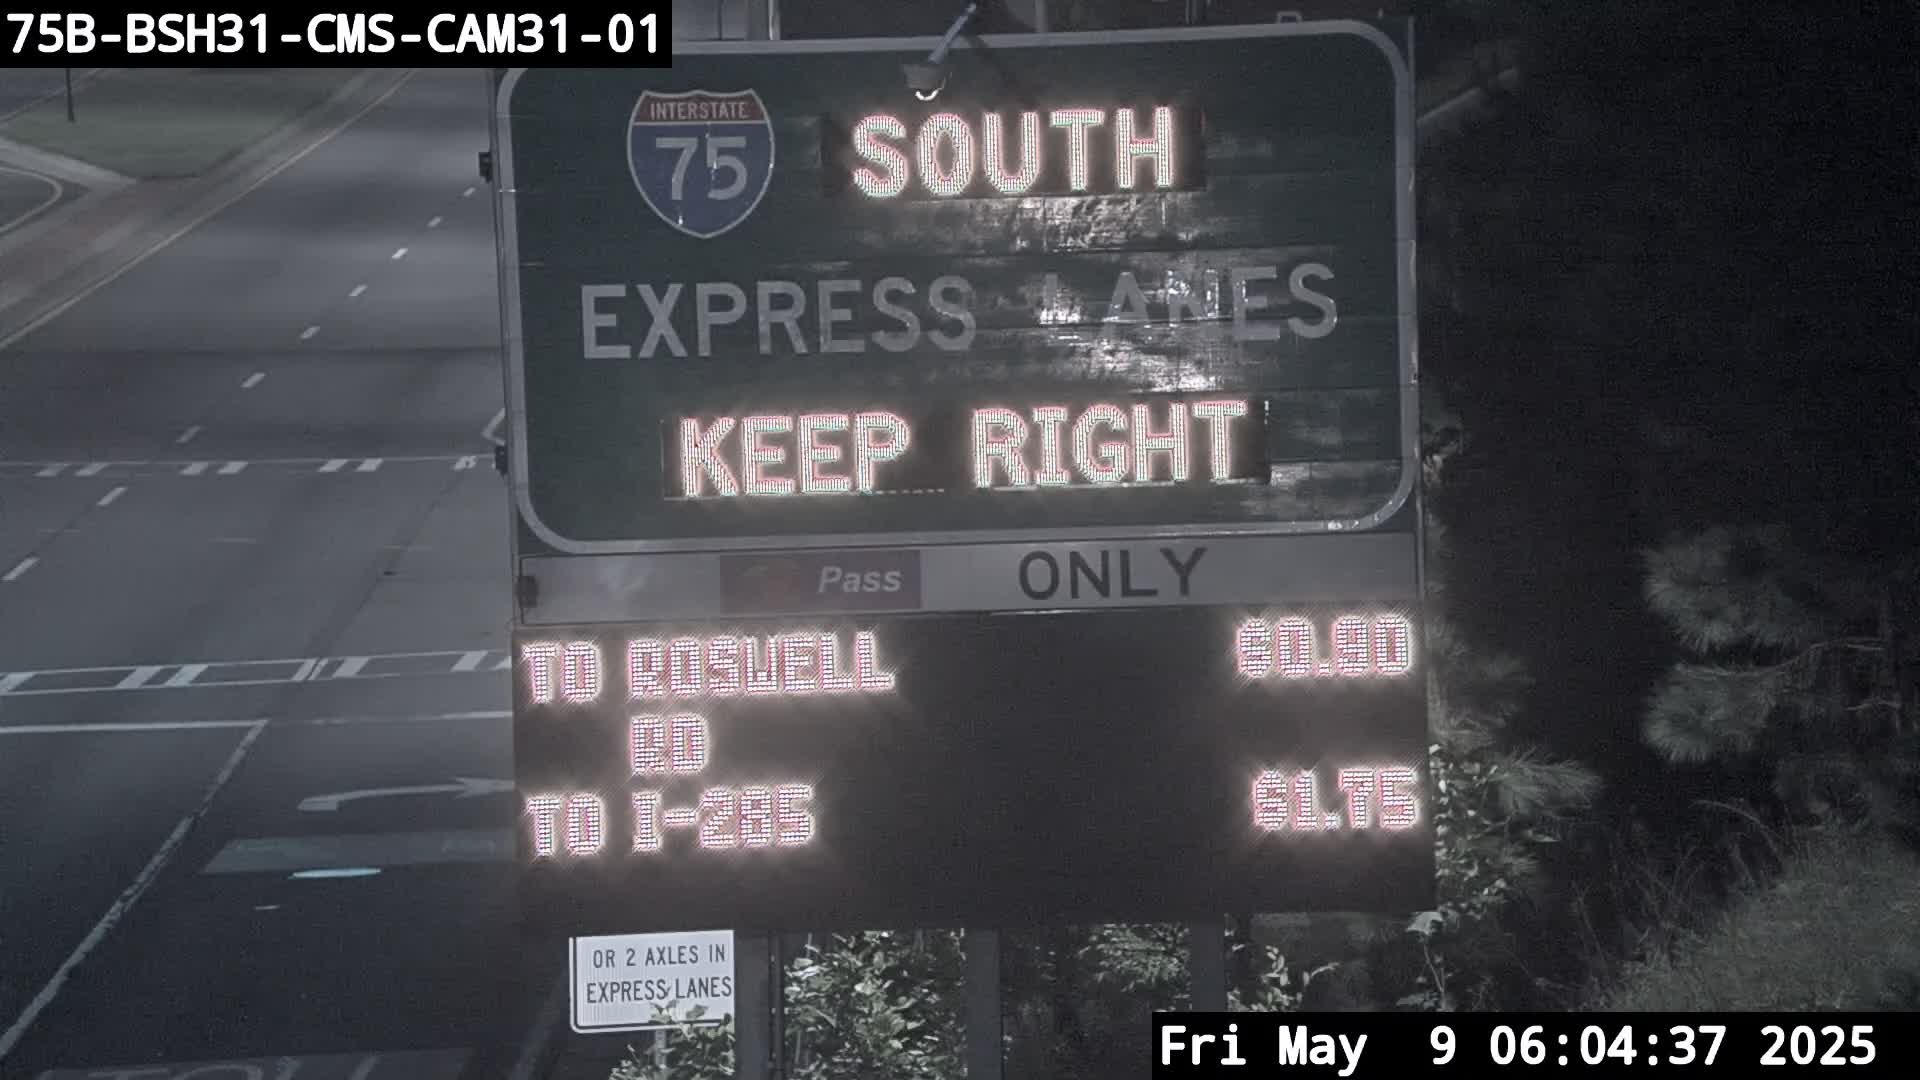 75B-BSH31-CMS-CAM31-01
INTERSTATE
75
SOUTH
EXPRESS LANES
KEEP RIGHT
Pass ONLY
TO ROSWELL $0.90
RD
TO I-285 $1.75
OR 2 AXLES IN
EXPRESS LANES
Fri May 9 06:04:37 2025